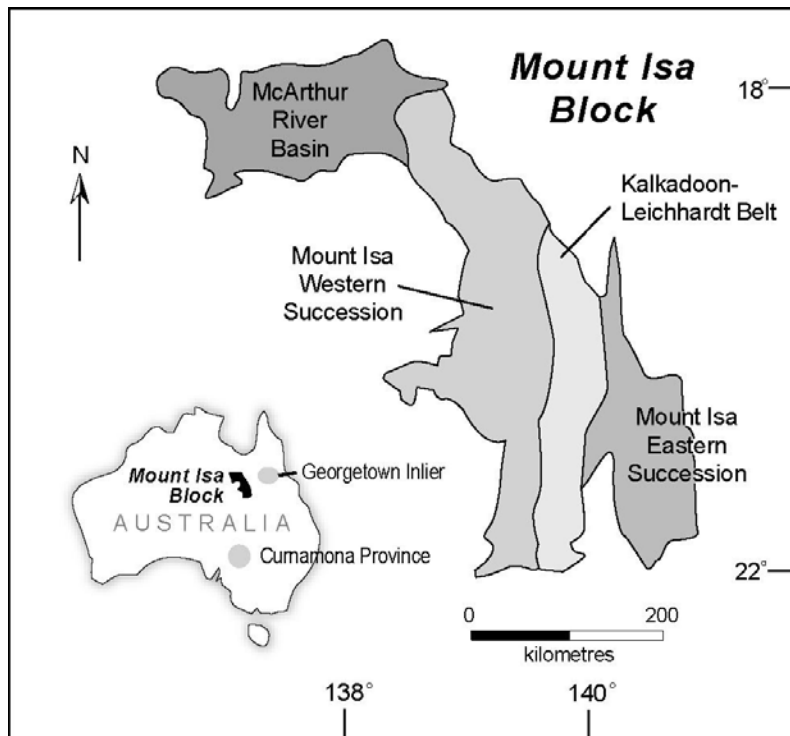 Mount Isa
Block
18°
McArthur
River
Basin
N
Kalkadoon-
Leichhardt Belt
Mount Isa
Western
Succession
Mount Isa
Eastern
Succession
Mount Isa
Block
Georgetown Inlier
AUSTRALIA
Curnamona Province
22°
0 200
kilometres
138° 140°